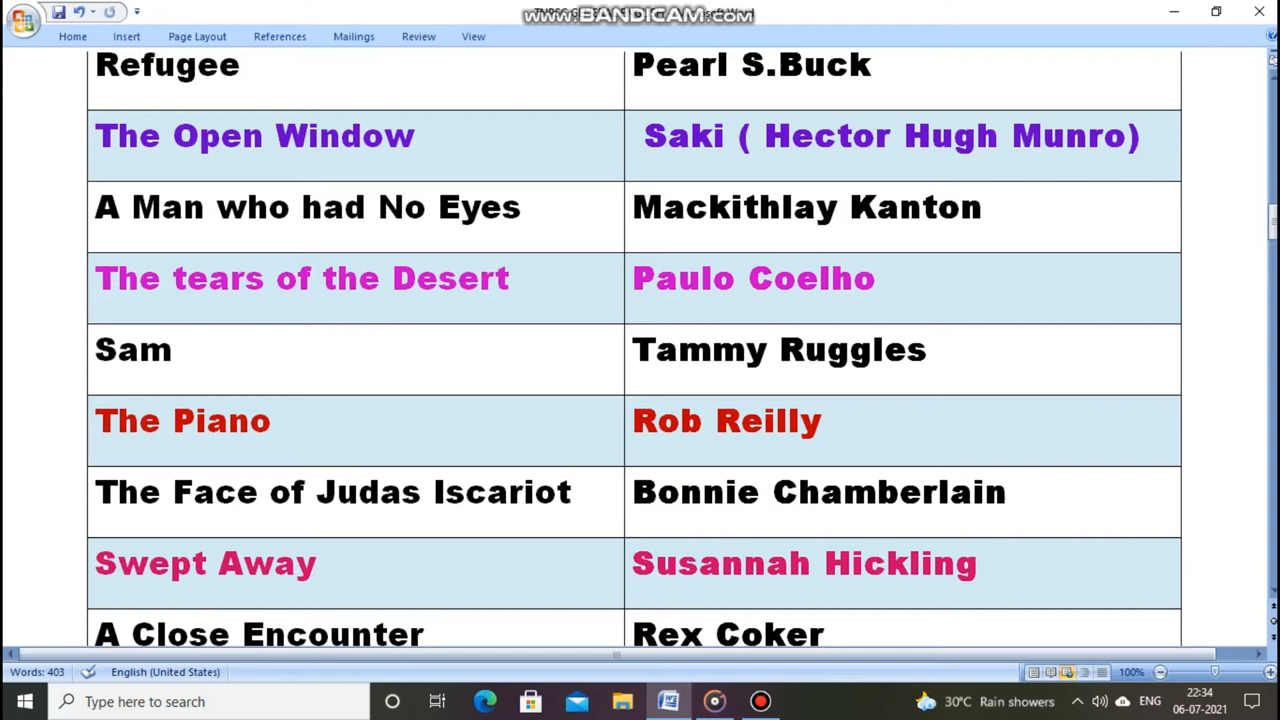 www.BANDICAM.com
Home Insert Page Layout References Mailings Review View
Refugee Pearl S.Buck
The Open Window Saki ( Hector Hugh Munro)
A Man who had No Eyes Mackithlay Kanton
The tears of the Desert Paulo Coelho
Sam Tammy Ruggles
The Piano Rob Reilly
The Face of Judas Iscariot Bonnie Chamberlain
Swept Away Susannah Hickling
A Close Encounter Rex Coker
Words: 403 English (United States) 100%
Type here to search 30°C Rain showers ENG 22:34
06-07-2021